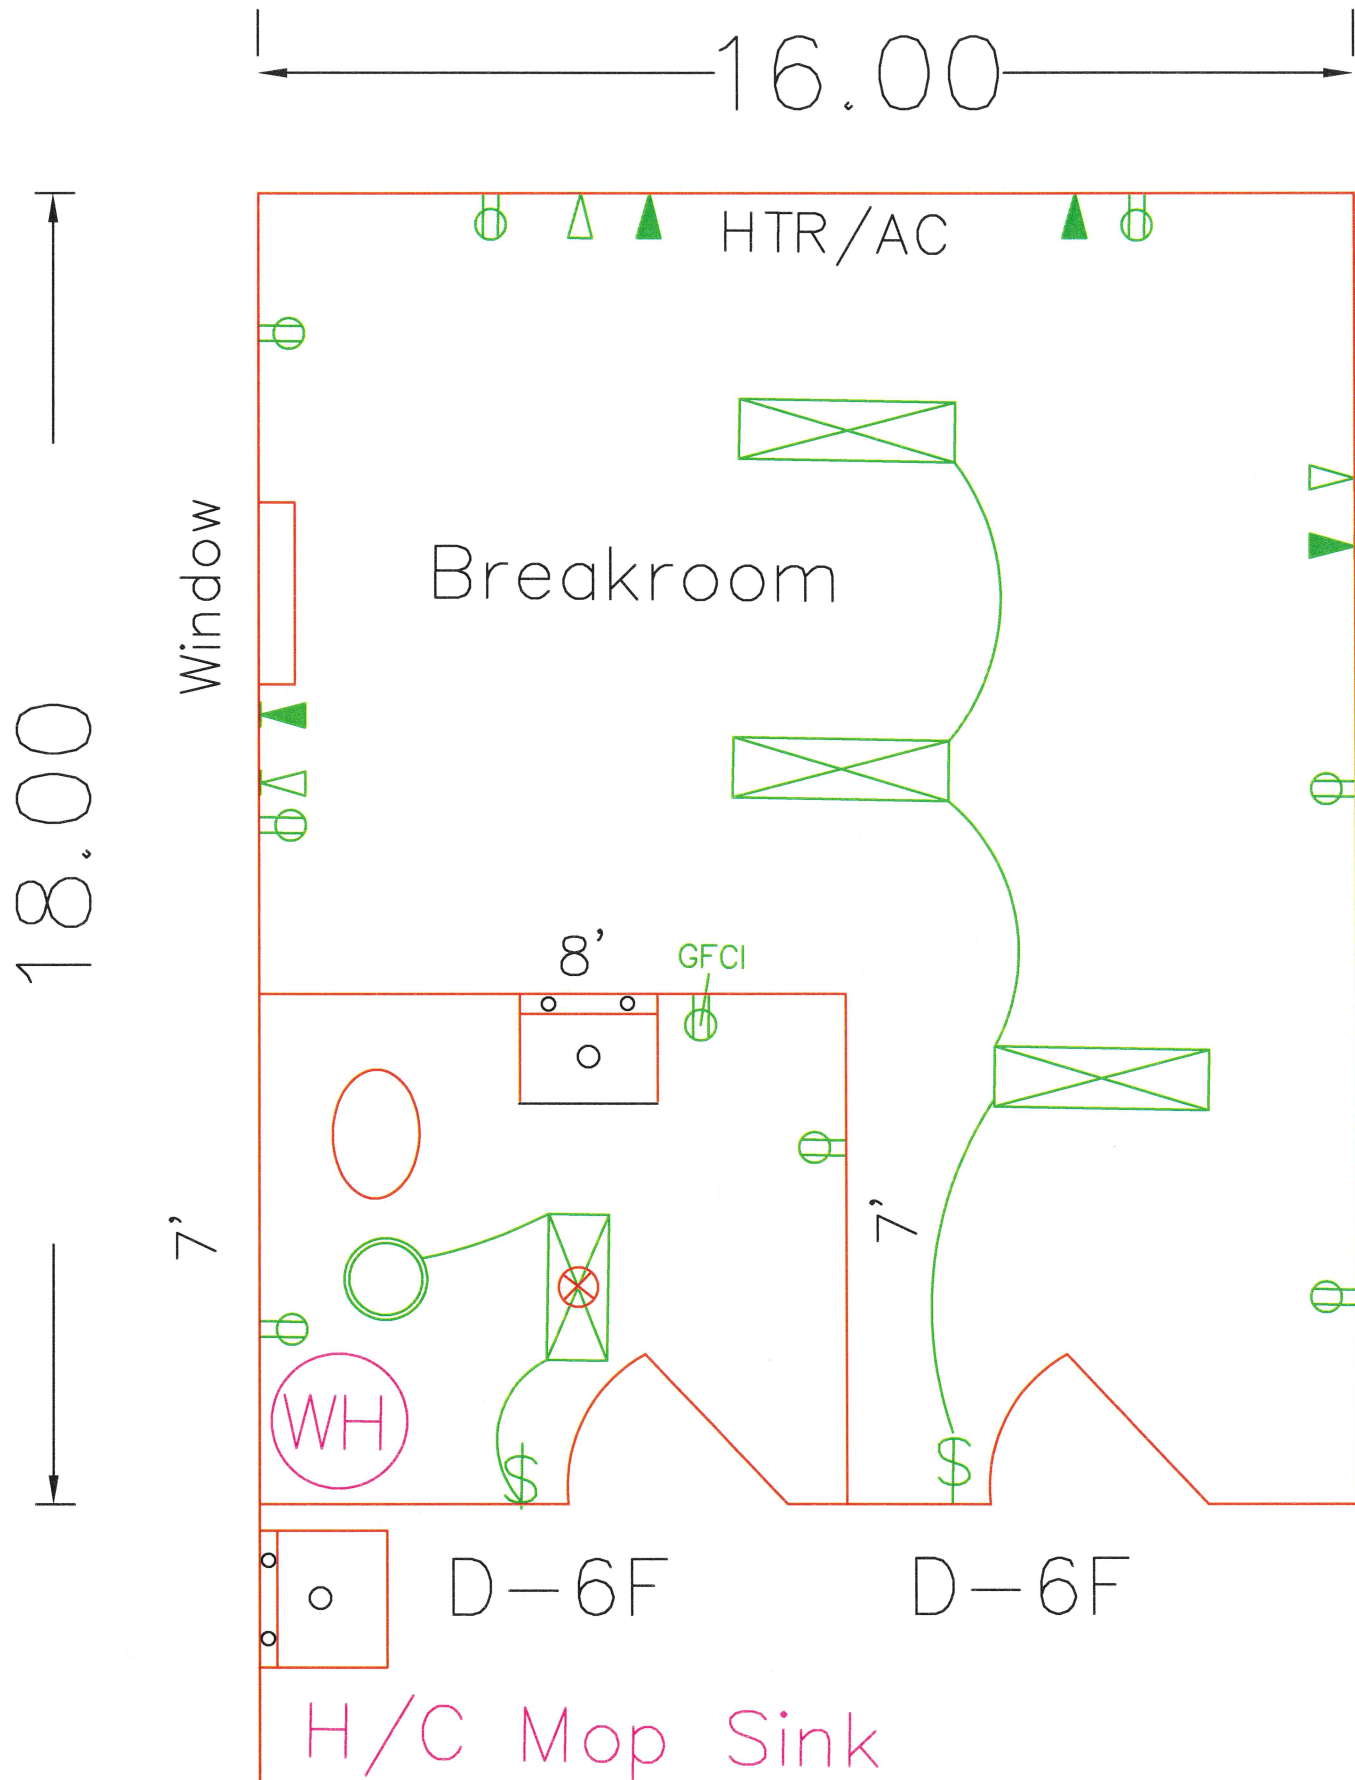 16.00
HTR/AC
Window
Breakroom
18.00
8'
GFCI
7'
7'
WH
$
$
D-6F
D-6F
H/C Mop Sink